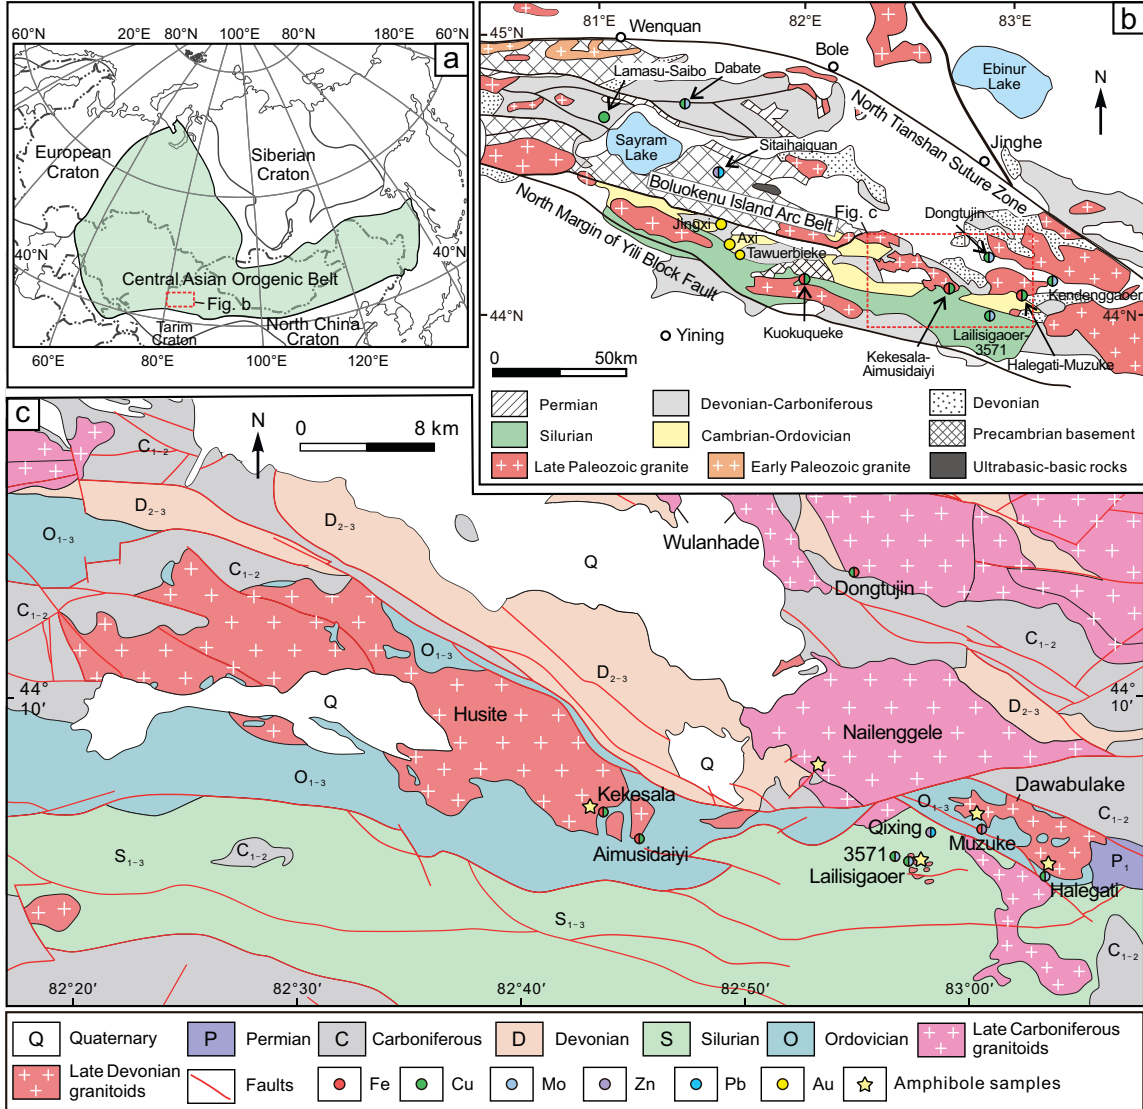 60°N 20°E 80°N 100°E 80°N 180°E 60°N
a
European
Craton
Siberian
Craton
40°N
40°N
Central Asian Orogenic Belt
Fig. b
Tarim
Craton
North China
Craton
60°E 80°E 100°E 120°E
81°E 82°E 83°E
b
45°N
Wenquan
Bole
Lamasu-Saibo Dabate
Ebinur
Lake
N
North Tianshan Suture Zone
Sayram
Lake
Sitaihaiquan
Jinghe
Boluokenu Island Arc Belt
Fig. c
North Margin of Yili Block Fault
Dongtujin
Jingxi
Axi
Tawuerbieke
Kendenggaoer
44°N
44°N
Kuokuqueke
Yining
Lailisigaoer-
3571
Kekesala-
Aimusidaiyi
Halegati-Muzuke
0 50km
Permian Devonian-Carboniferous Devonian
Silurian Cambrian-Ordovician Precambrian basement
Late Paleozoic granite Early Paleozoic granite Ultrabasic-basic rocks
c
N
0 8 km
C₁₋₂
D₂₋₃
D₂₋₃
O₁₋₃
Wulanhade
Q
C₁₋₂
Dongtujin
C₁₋₂
O₁₋₃
C₁₋₂
D₂₋₃
44°
10′
44°
10′
Q
Husite
D₂₋₃
Nailenggele
Q
O₁₋₃
Kekesala
Dawabulake
O₁₋₃
C₁₋₂
Qixing
Muzuke
Aimusidaiyi
3571
Lailisigaoer
S₁₋₃
C₁₋₂
P₁
Halegati
S₁₋₃
C₁₋₂
82°20′ 82°30′ 82°40′ 82°50′ 83°00′
Q Quaternary P Permian C Carboniferous D Devonian S Silurian O Ordovician Late Carboniferous
granitoids
Late Devonian
granitoids
Faults Fe Cu Mo Zn Pb Au Amphibole samples